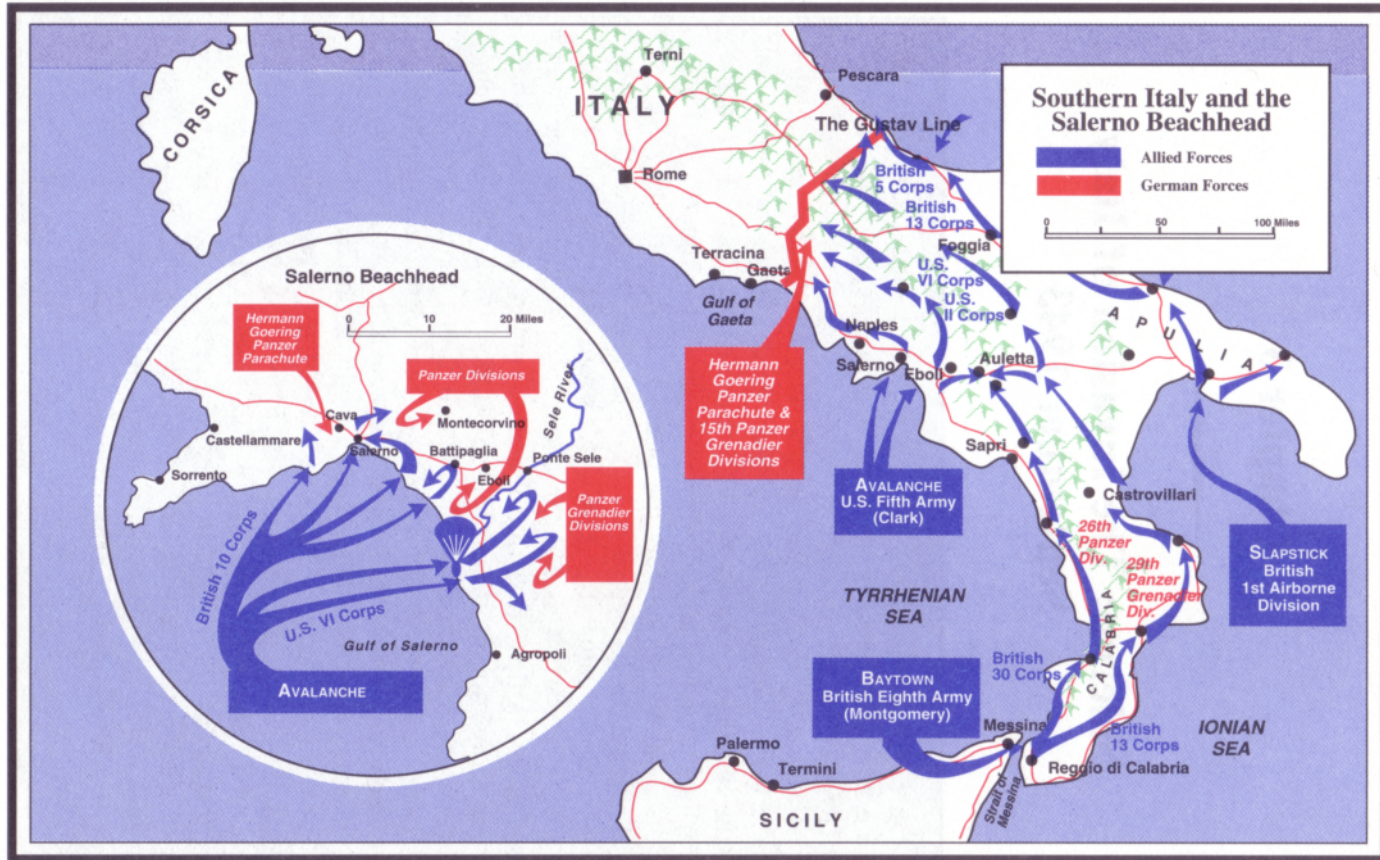 CORSICA
Terni
ITALY
Rome
Pescara
The Gustav Line
Southern Italy and the
Salerno Beachhead
Allied Forces
German Forces
0 50 100 Miles
British
5 Corps
British
13 Corps
Foggia
Terracina
Gaeta
Gulf of
Gaeta
U.S.
VI Corps
U.S.
II Corps
Naples
Salerno
Eboli
Auletta
APULIA
Hermann
Goering
Panzer
Parachute &
15th Panzer
Grenadier
Divisions
AVALANCHE
U.S. Fifth Army
(Clark)
Sapri
Castrovillari
26th
Panzer
Div.
29th
Panzer
Grenadier
Div.
SLAPSTICK
British
1st Airborne
Division
TYRRHENIAN
SEA
CALABRIA
British
30 Corps
BAYTOWN
British Eighth Army
(Montgomery)
Messina
British
13 Corps
IONIAN
SEA
Reggio di Calabria
Strait of
Messina
Palermo
Termini
SICILY
Salerno Beachhead
0 10 20 Miles
Hermann
Goering
Panzer
Parachute
Panzer Divisions
Sele River
Cava
Montecorvino
Castellammare
Salerno
Battipaglia
Ponte Sele
Eboli
Sorrento
Panzer
Grenadier
Divisions
British 10 Corps
U.S. VI Corps
Gulf of Salerno
Agropoli
AVALANCHE